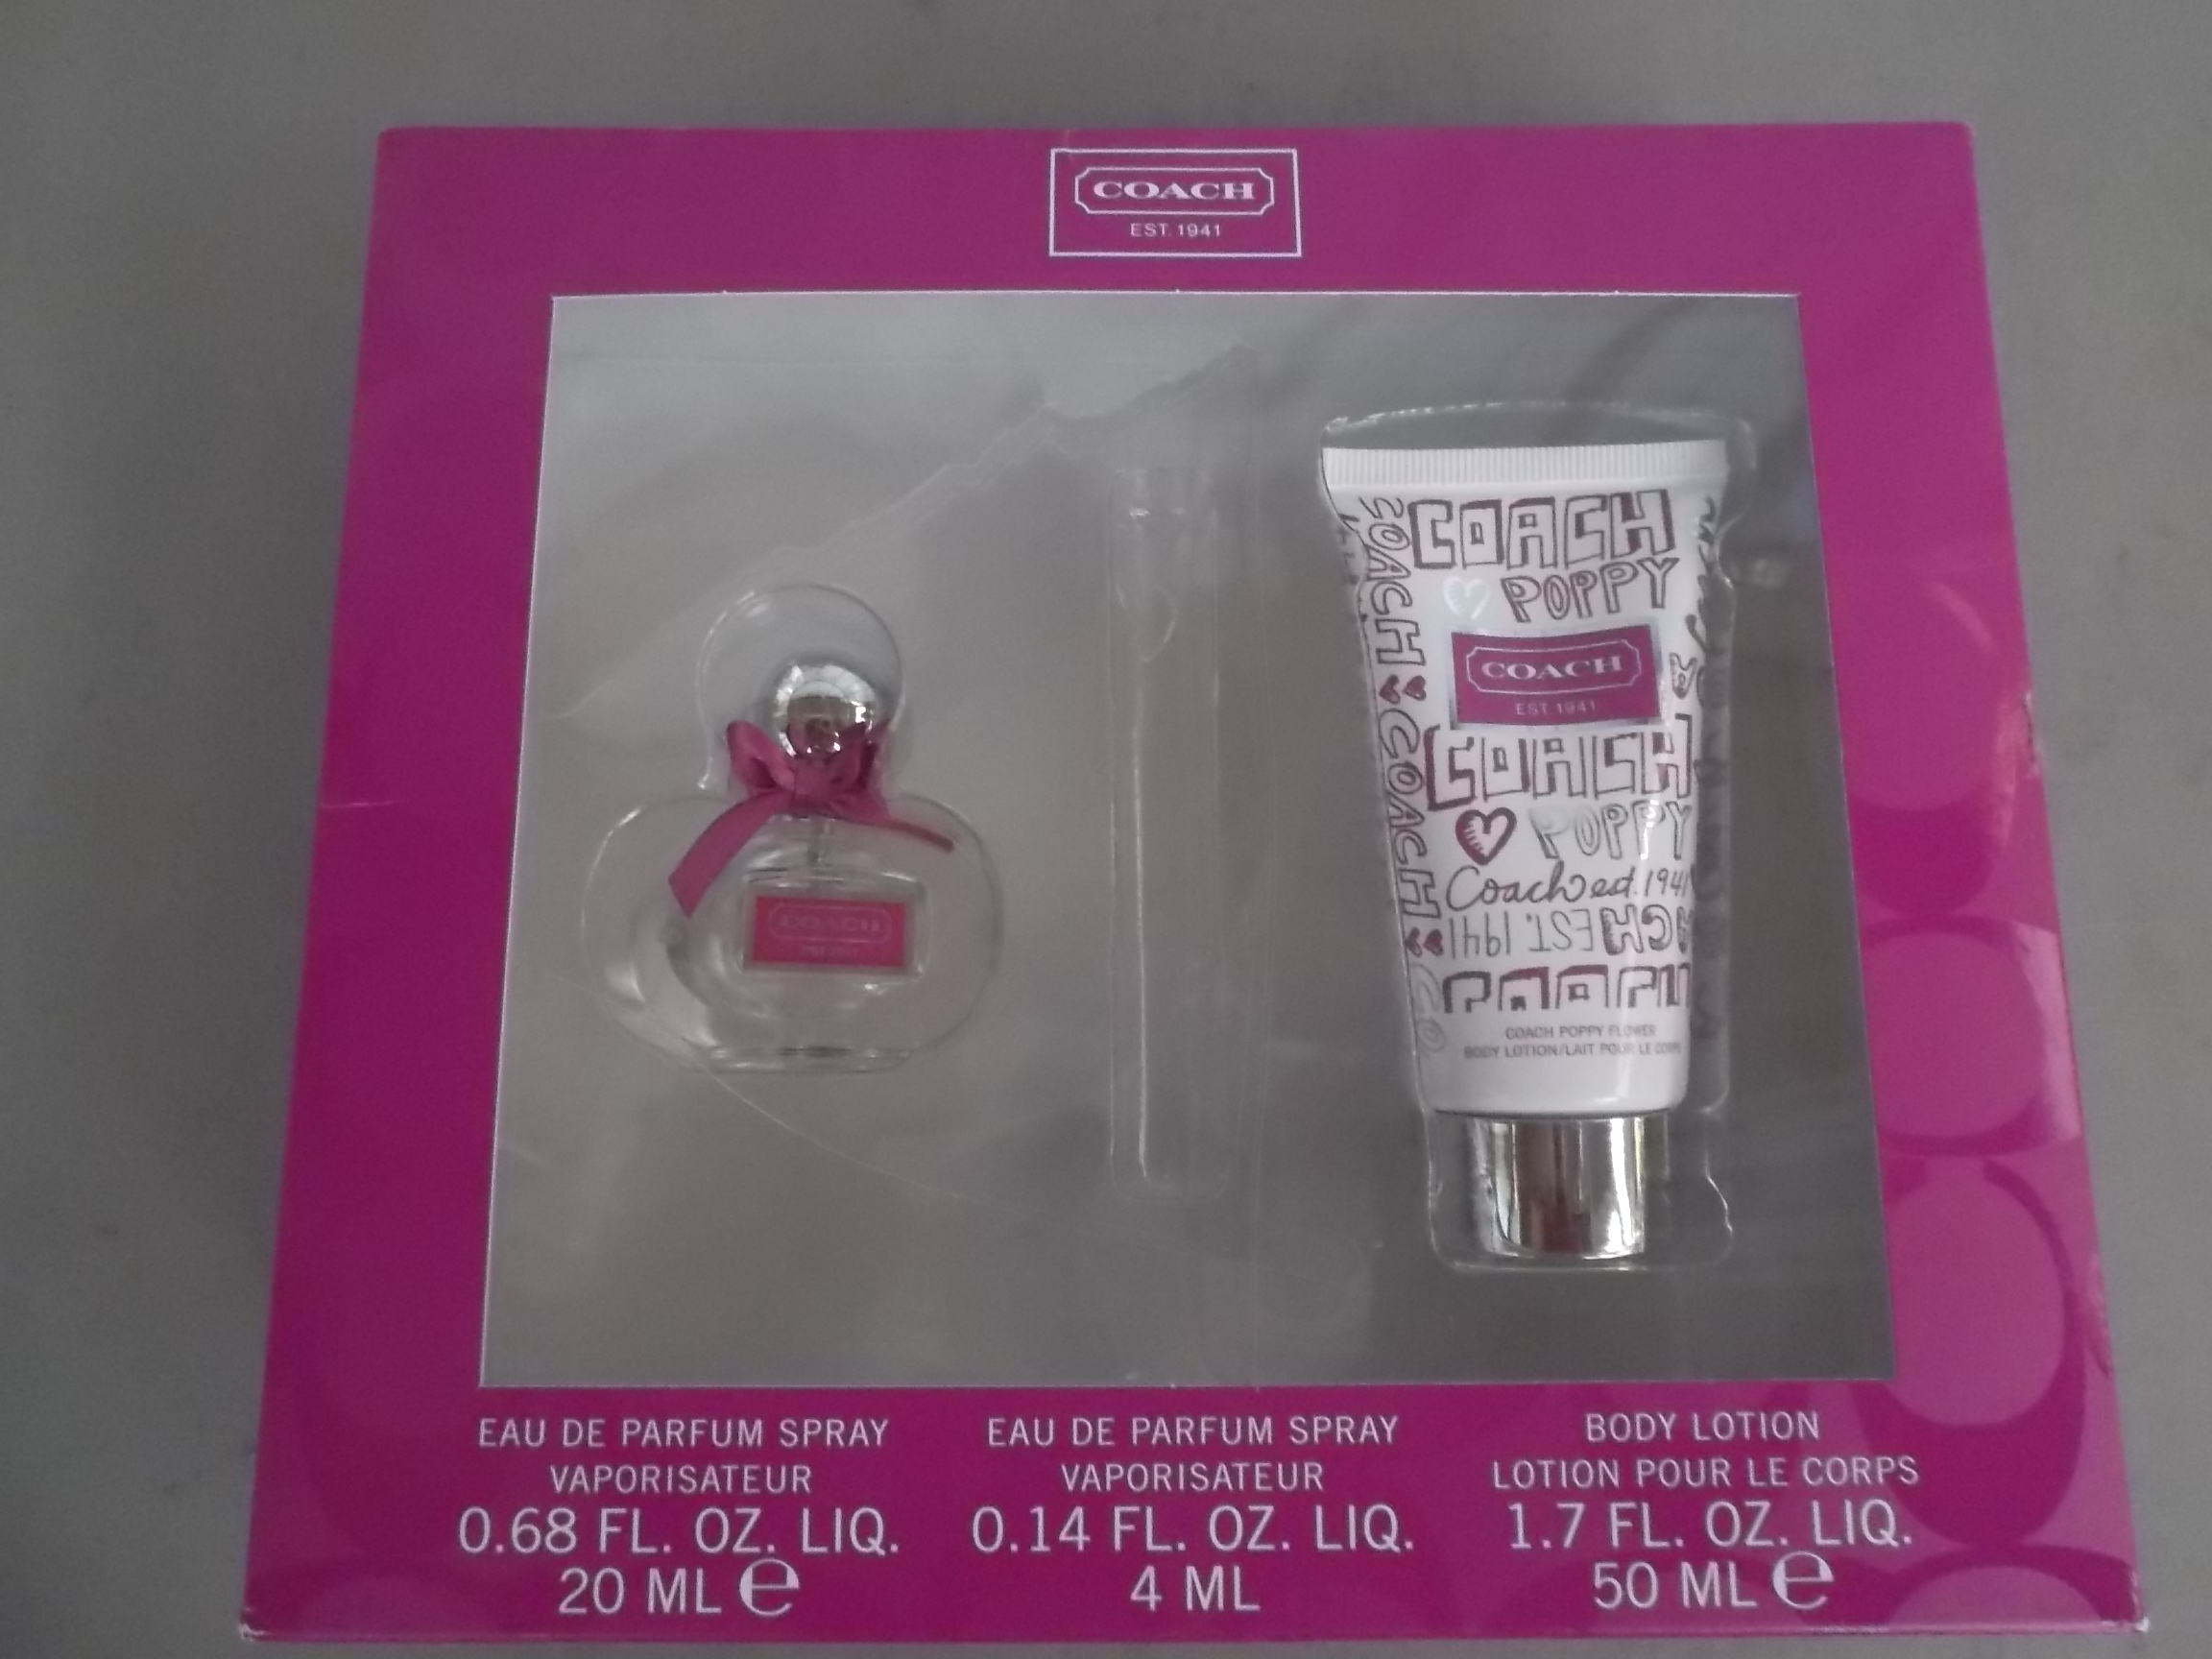 COACH
EST. 1941
COACH
COACH
POPPY
COACH
EST. 1941
COACH
COACH
POPPY
Coach est. 1941
EST. 1941
COACH POPPY FLOWER
BODY LOTION/LAIT POUR LE CORPS
COACH
EAU DE PARFUM SPRAY
VAPORISATEUR
0.68 FL. OZ. LIQ.
20 ML e
EAU DE PARFUM SPRAY
VAPORISATEUR
0.14 FL. OZ. LIQ.
4 ML
BODY LOTION
LOTION POUR LE CORPS
1.7 FL. OZ. LIQ.
50 ML e